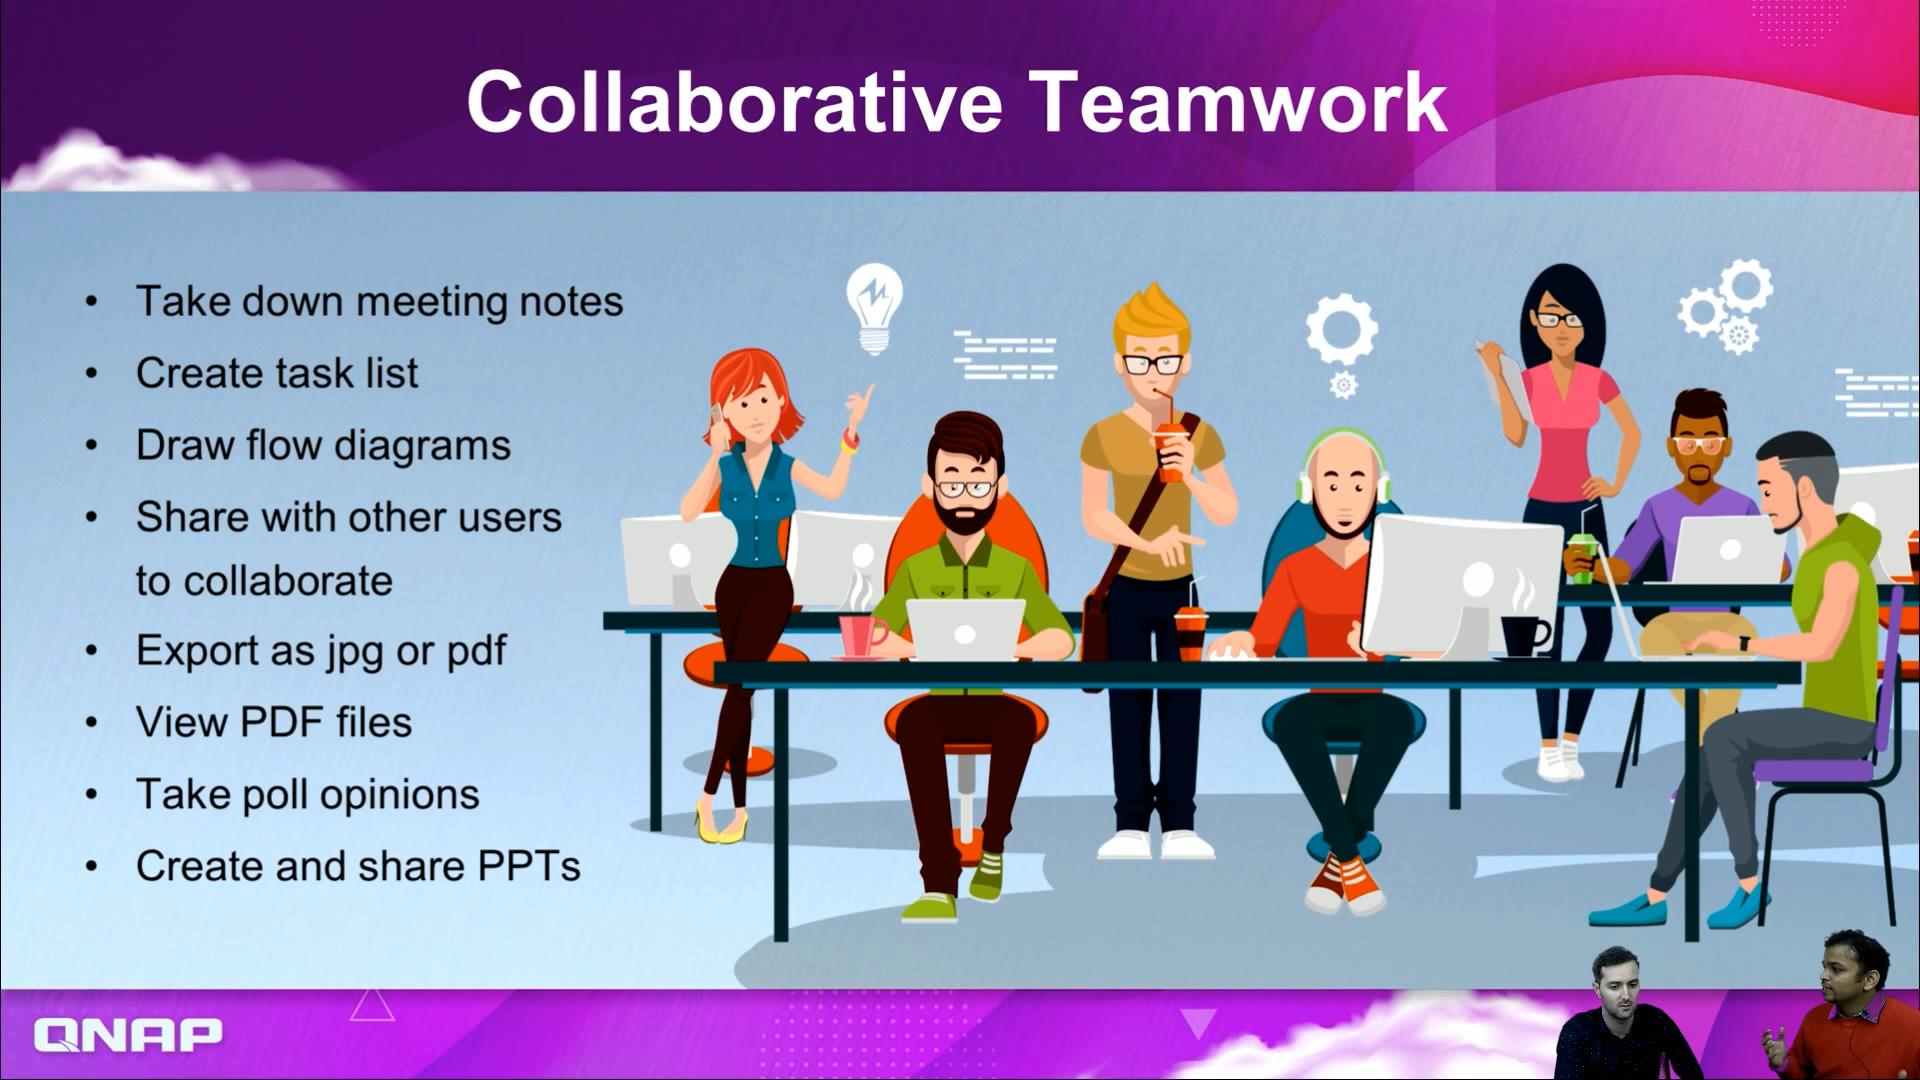 Collaborative Teamwork
• Take down meeting notes
• Create task list
• Draw flow diagrams
• Share with other users
to collaborate
• Export as jpg or pdf
• View PDF files
• Take poll opinions
• Create and share PPTs
QNAP